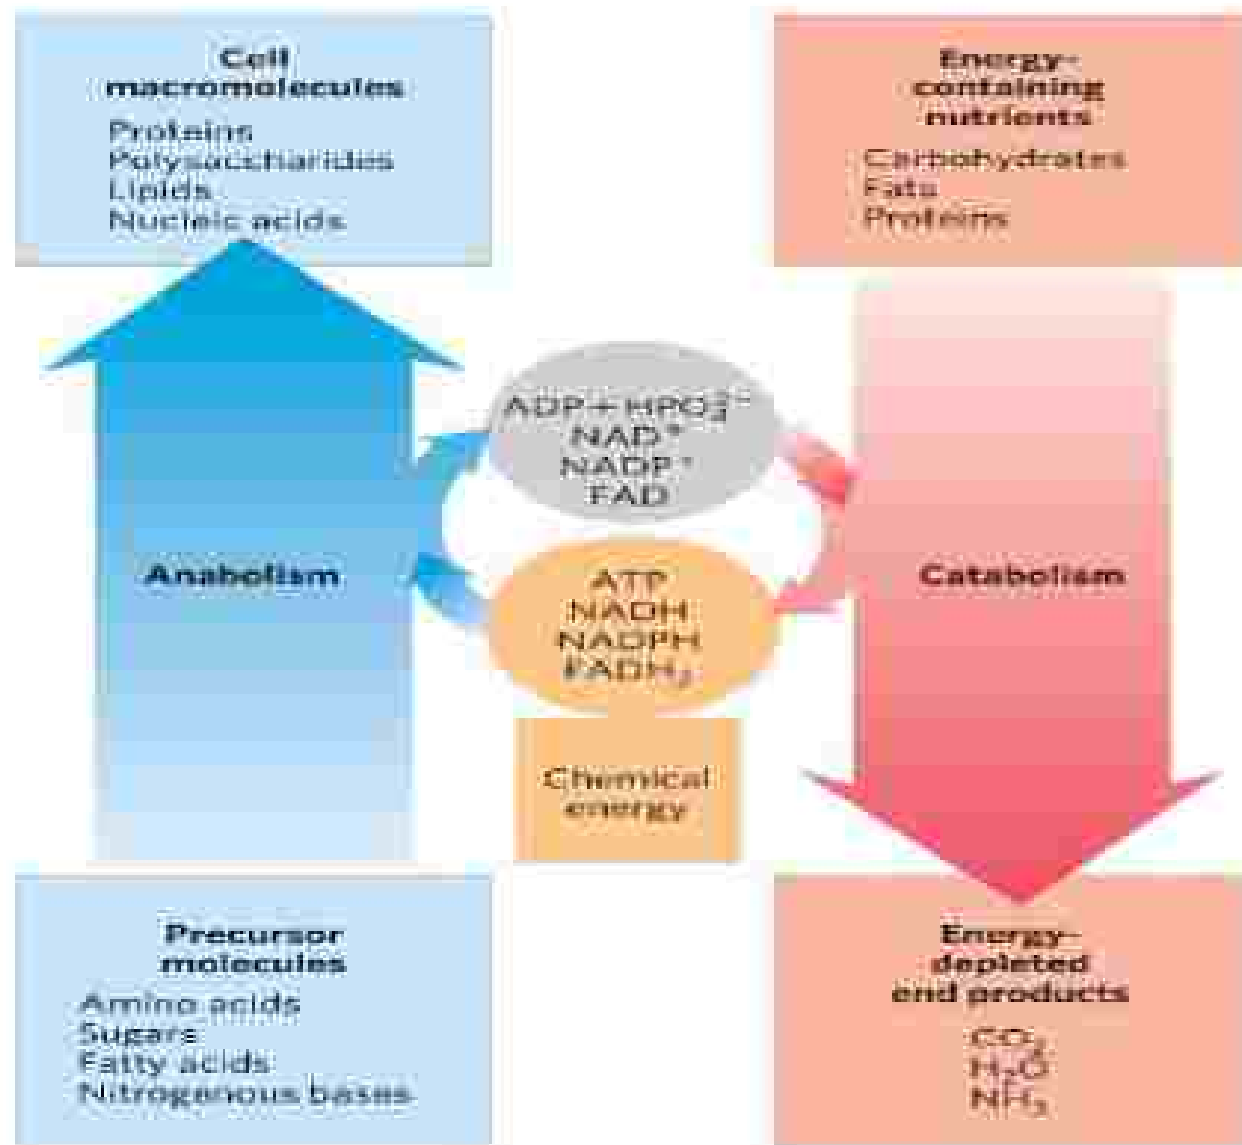 Cell
macromolecules
Proteins
Polysaccharides
Lipids
Nucleic acids
Energy-
containing
nutrients
Carbohydrates
Fats
Proteins
ADP + HPO₄²⁻
NAD⁺
NADP⁺
FAD
Anabolism
ATP
NADH
NADPH
FADH₂
Catabolism
Chemical
energy
Precursor
molecules
Amino acids
Sugars
Fatty acids
Nitrogenous bases
Energy-
depleted
end products
CO₂
H₂O
NH₃